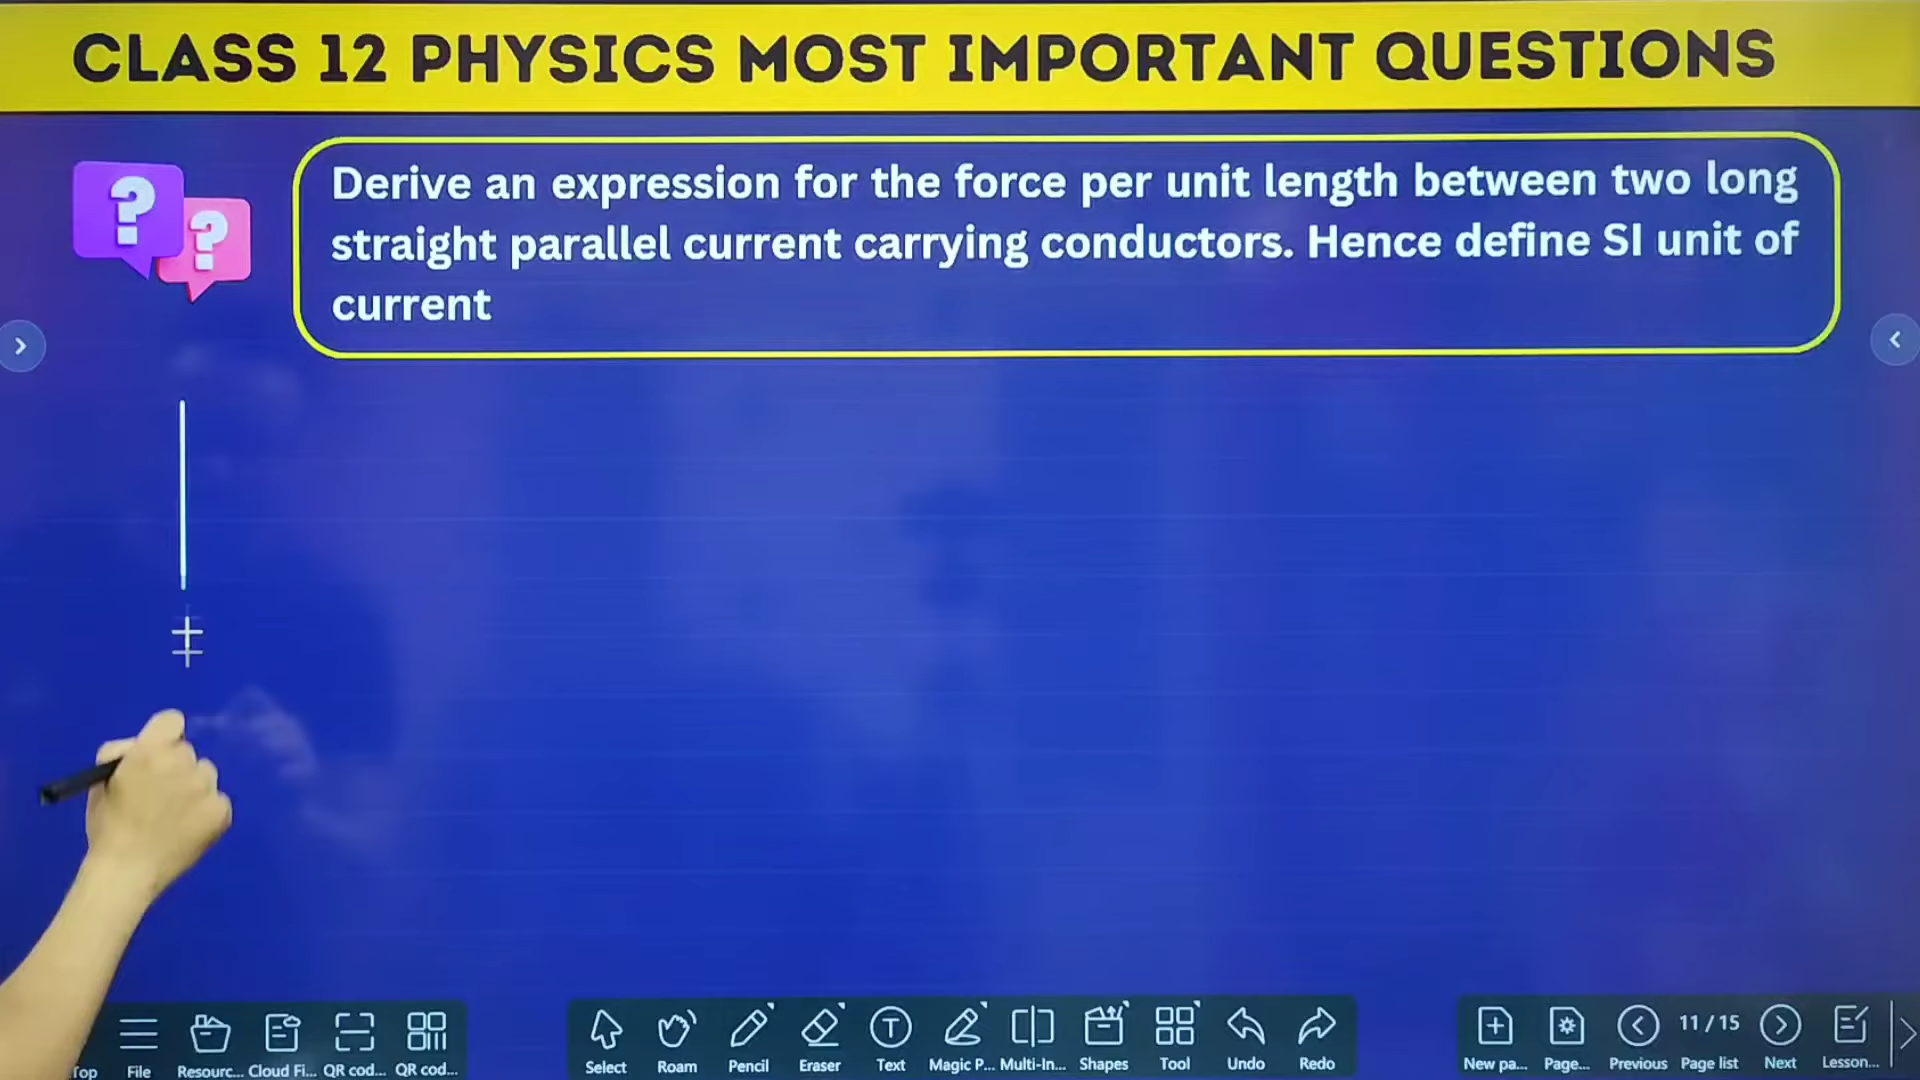 CLASS 12 PHYSICS MOST IMPORTANT QUESTIONS
? ?
Derive an expression for the force per unit length between two long
straight parallel current carrying conductors. Hence define SI unit of
current
Top File Resourc... Cloud Fi... QR cod... QR cod... Select Roam Pencil Eraser Text Magic P... Multi-In... Shapes Tool Undo Redo New pa... Page... Previous 11/15 Page list Next Lesson...